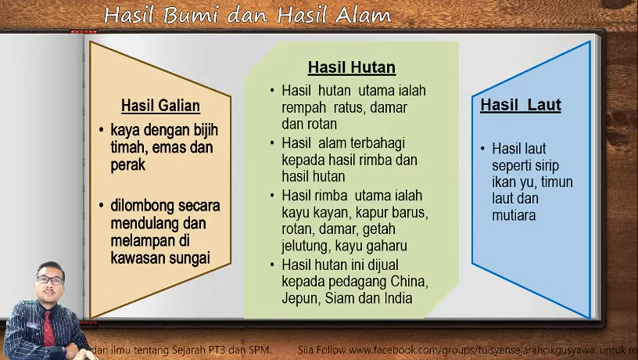 Hasil Bumi dan Hasil Alam
Hasil Galian
• kaya dengan bijih
timah, emas dan
perak
• dilombong secara
mendulang dan
melampan di
kawasan sungai
Hasil Hutan
• Hasil hutan utama ialah
rempah ratus, damar
dan rotan
• Hasil alam terbahagi
kepada hasil rimba dan
hasil hutan
• Hasil rimba utama ialah
kayu kayan, kapur barus,
rotan, damar, getah
jelutung, kayu gaharu
• Hasil hutan ini dijual
kepada pedagang China,
Jepun, Siam dan India
Hasil Laut
• Hasil laut
seperti sirip
ikan yu, timun
laut dan
mutiara
dan ilmu tentang Sejarah PT3 dan SPM. Sila Follow www.facebook.com/groups/tuisyensejarahcikgusyawa untuk m